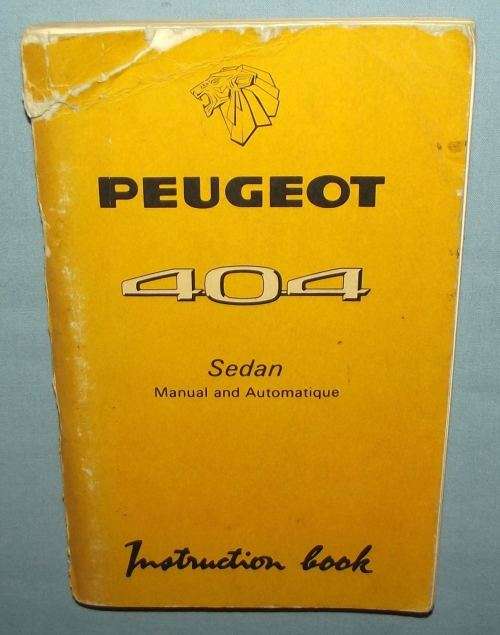 PEUGEOT
404
Sedan
Manual and Automatique
Instruction book